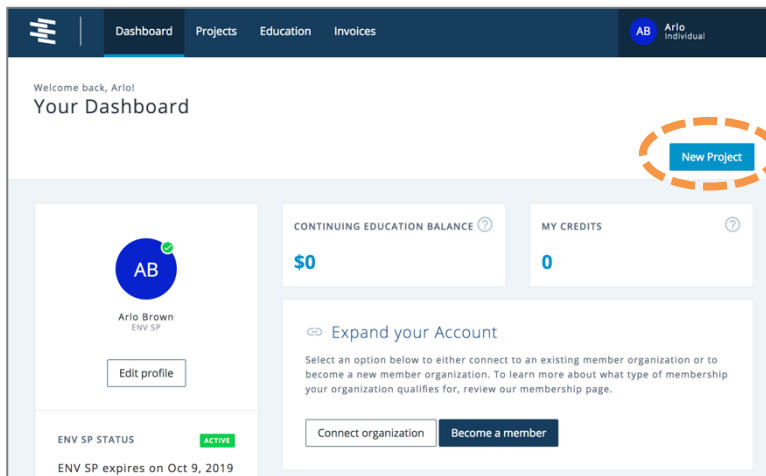 Dashboard Projects Education Invoices
AB Arlo
Individual
Welcome back, Arlo!
Your Dashboard
New Project
AB
Arlo Brown
ENV SP
Edit profile
ENV SP STATUS ACTIVE
ENV SP expires on Oct 9, 2019
CONTINUING EDUCATION BALANCE ?
$0
MY CREDITS ?
0
Expand your Account
Select an option below to either connect to an existing member organization or to
become a new member organization. To learn more about what type of membership
your organization qualifies for, review our membership page.
Connect organization Become a member